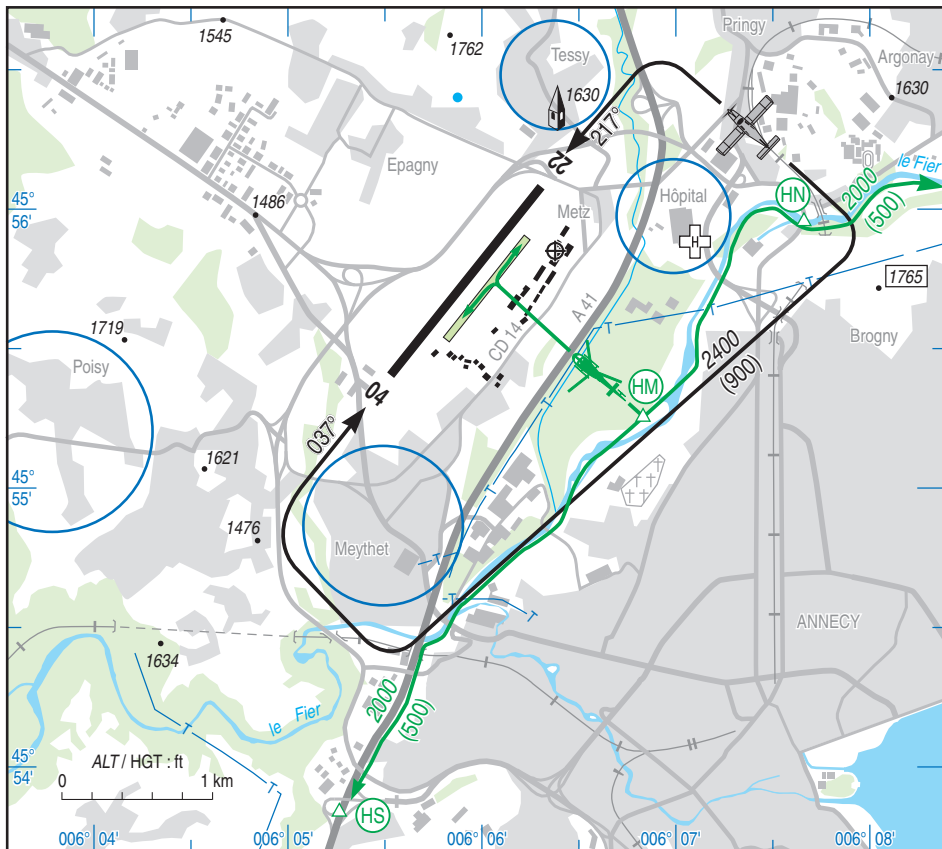 1545
1762
Tessy
Pringy
Argonay
1630
1630
217°
22
Epagny
le Fier
2000
(500)
HN
45°
56'
1486
Metz
Hôpital
H
T
1765
1719
Poisy
CD 14
A 41
T
2400
(900)
Brogny
04
HM
037°
T
1621
T
45°
55'
1476
Meythet
T
T
T
ANNECY
1634
le Fier
2000
(500)
T
45°
54'
ALT / HGT : ft
0
1 km
T
HS
006° 04'
006° 05'
006° 06'
006° 07'
006° 08'